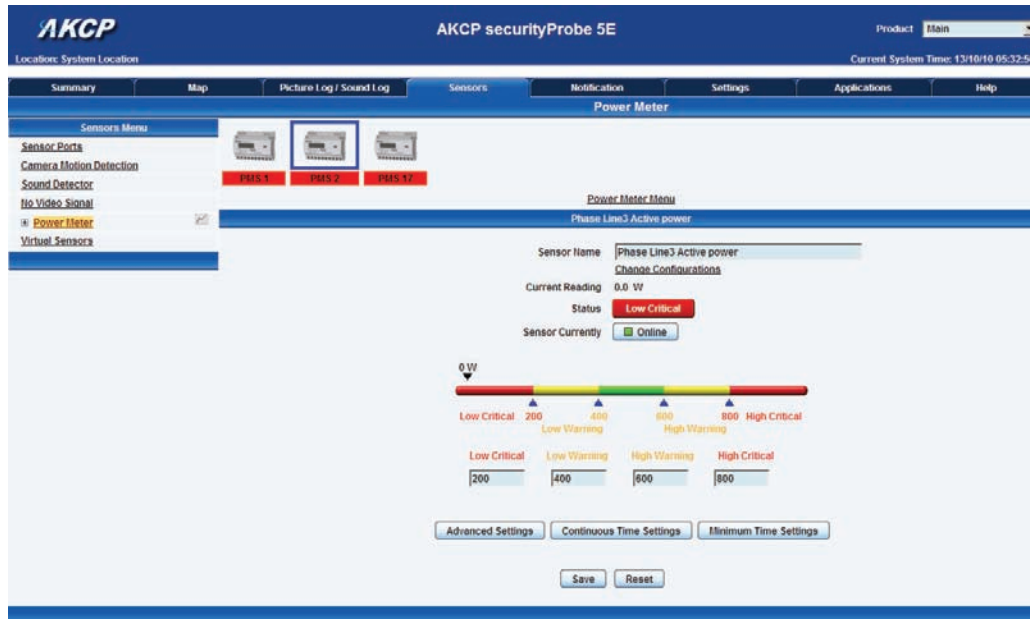 AKCP
AKCP securityProbe 5E
Product Main
Location: System Location
Current System Time: 13/10/10 05:32:5
Summary Map Picture Log / Sound Log Sensors Notification Settings Applications Help
Power Meter
Sensors Menu
Sensor Ports
Camera Motion Detection
Sound Detector
No Video Signal
Power Meter
Virtual Sensors
PMS 1 PMS 2 PMS 17
Power Meter Menu
Phase Line3 Active power
Sensor Name Phase Line3 Active power
Change Configurations
Current Reading 0.0 W
Status Low Critical
Sensor Currently Online
0 W
Low Critical 200 400 600 800 High Critical
Low Warning High Warning
Low Critical Low Warning High Warning High Critical
200 400 600 800
Advanced Settings Continuous Time Settings Minimum Time Settings
Save Reset